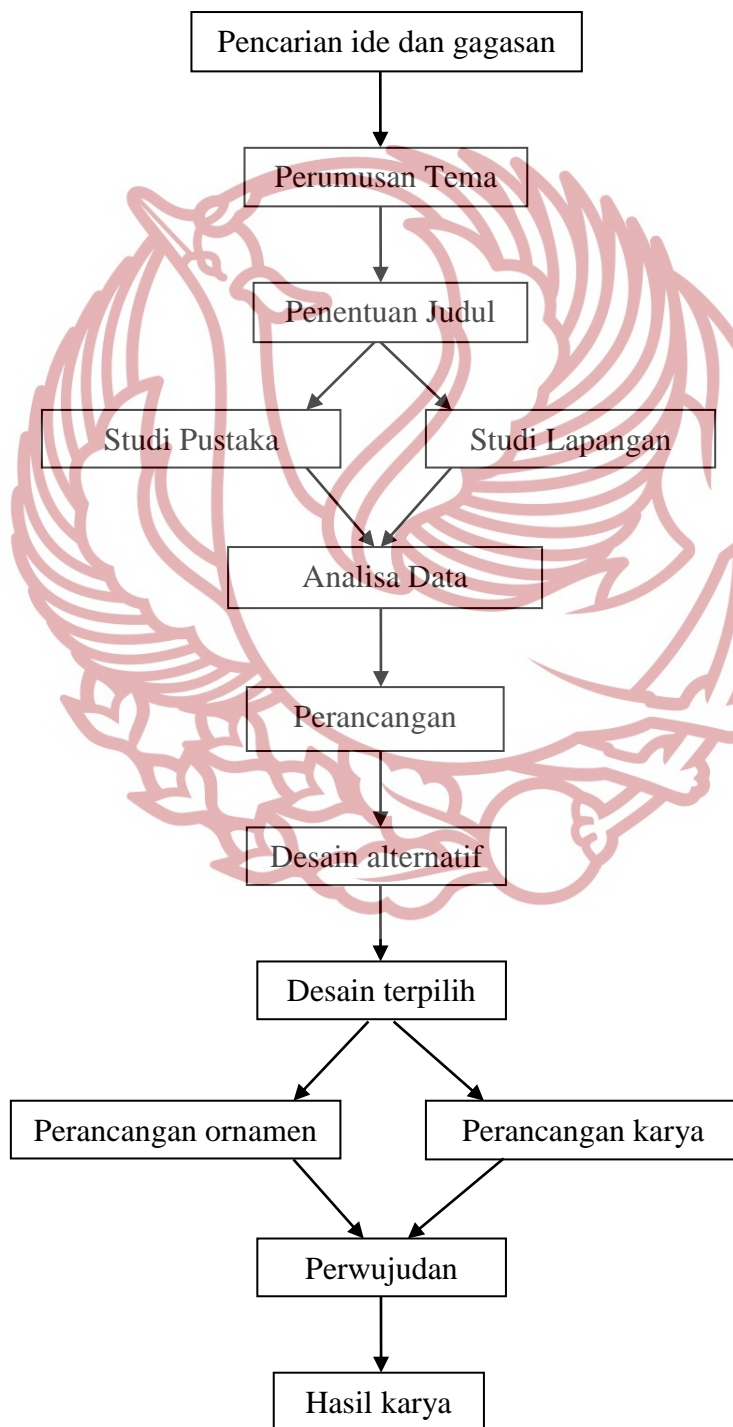 Pencarian ide dan gagasan
Perumusan Tema
Penentuan Judul
Studi Pustaka
Studi Lapangan
Analisa Data
Perancangan
Desain alternatif
Desain terpilih
Perancangan ornamen
Perancangan karya
Perwujudan
Hasil karya